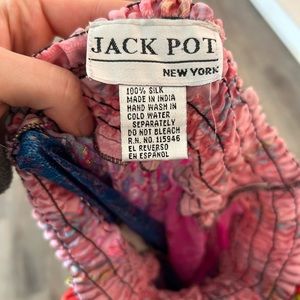 JACK POT
NEW YORK
100% SILK
MADE IN INDIA
HAND WASH IN
COLD WATER
SEPARATELY
DO NOT BLEACH
R.N. NO. 115946
EL REVERSO
EN ESPAÑOL